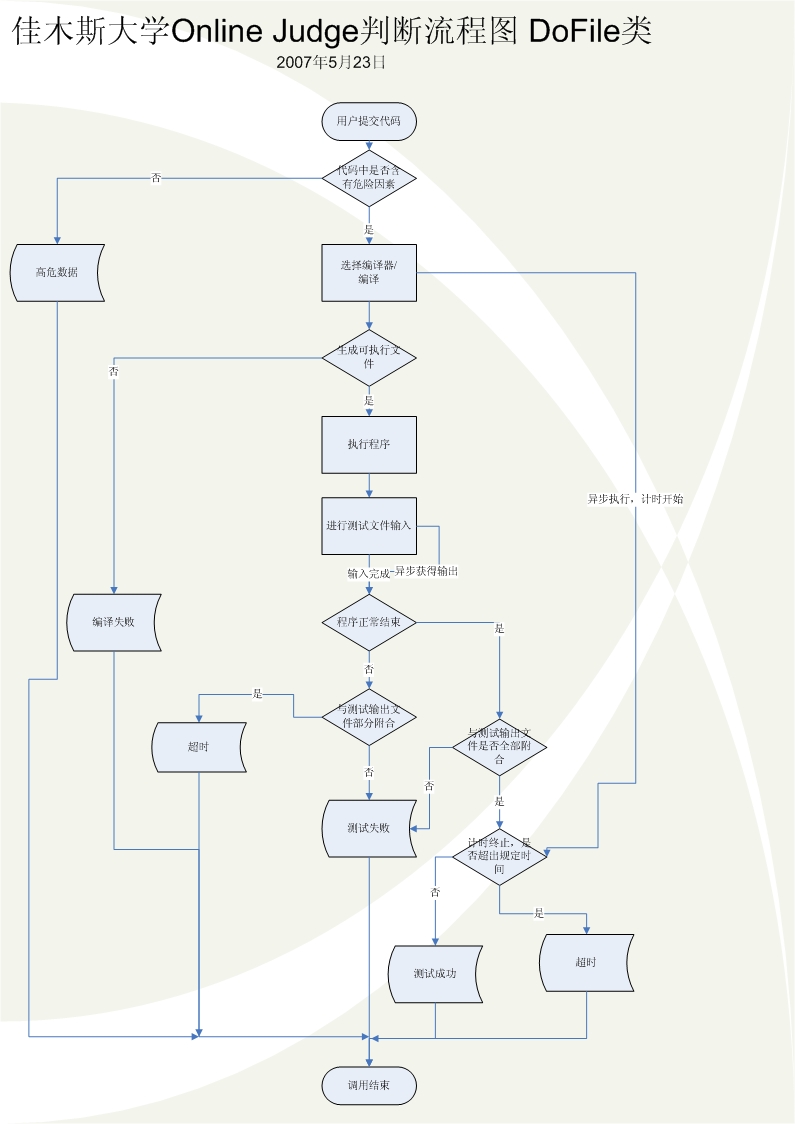 佳木斯大学Online Judge判断流程图 DoFile类
2007年5月23日
用户提交代码
代码中是否含
有危险因素
否
是
高危数据
选择编译器/
编译
生成可执行文
件
否
是
执行程序
异步执行，计时开始
进行测试文件输入
输入完成
异步获得输出
编译失败
程序正常结束
是
否
是
与测试输出文
件部分附合
超时
与测试输出文
件是否全部附
合
否
否
是
测试失败
计时终止，是
否超出规定时
间
否
是
测试成功
超时
调用结束